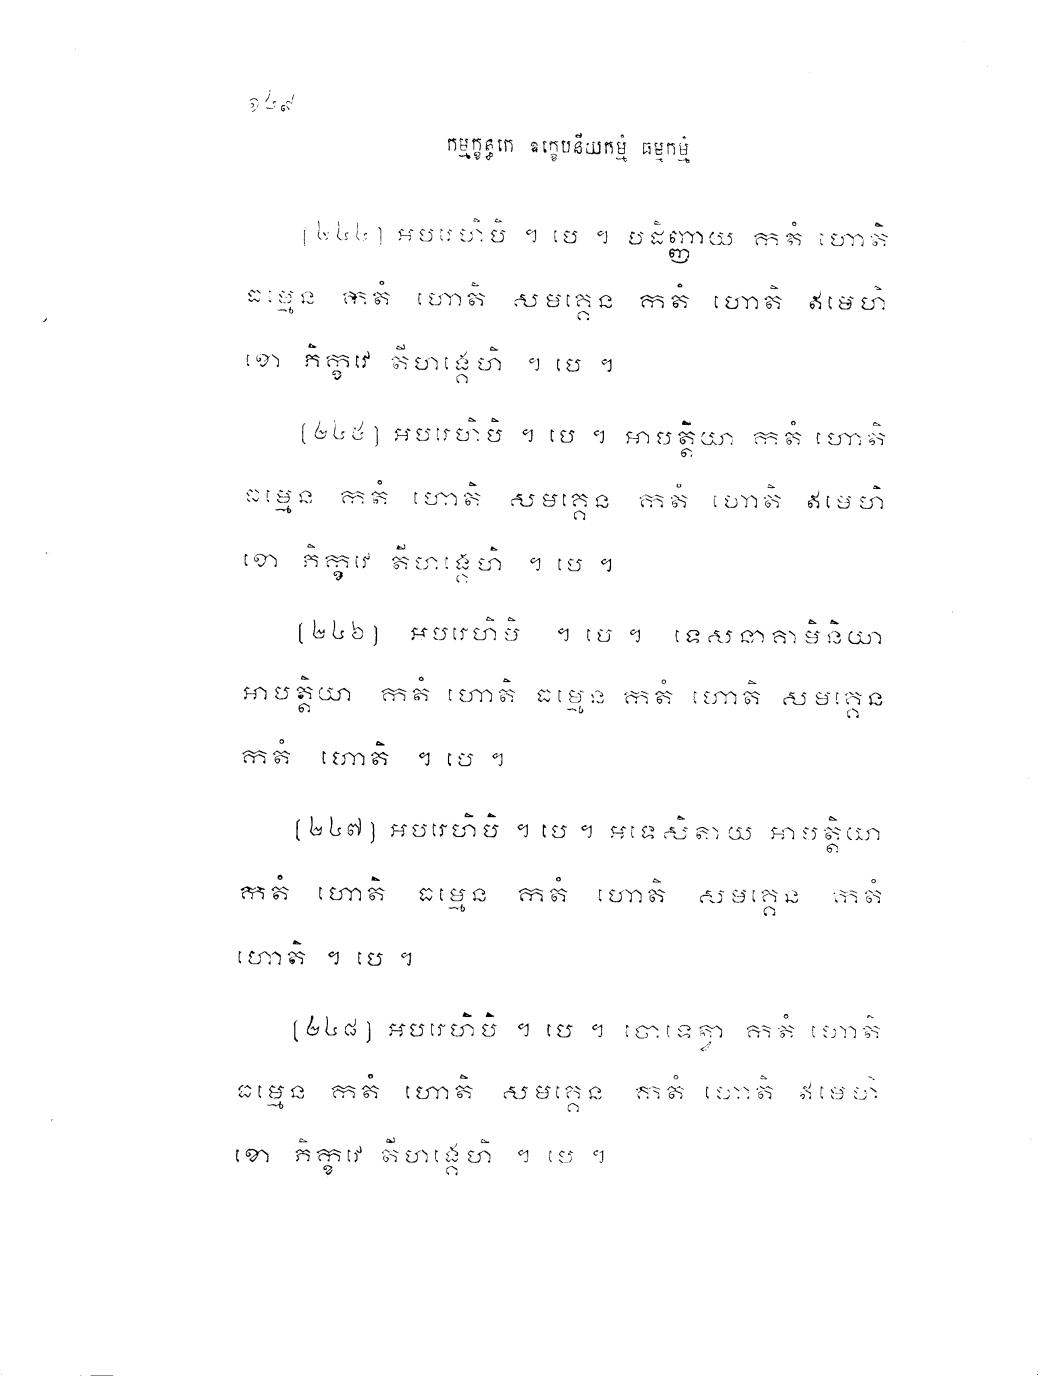 ១៤៩
កម្មក្ខន្ធកេ ឧក្ខេបនីយកម្មំ ធម្មកម្មំ
[២៤៤] អបរេហិបិ ។ បេ ។ បដិញ្ញាយ កតំ ហោតិ
ធម្មេន កតំ ហោតិ សមគ្គេន កតំ ហោតិ ឥមេហិ
ខោ ភិក្ខវេ តីហង្គេហិ ។ បេ ។
[២៤៥] អបរេហិបិ ។ បេ ។ អាបត្តិយា កតំ ហោតិ
ធម្មេន កតំ ហោតិ សមគ្គេន កតំ ហោតិ ឥមេហិ
ខោ ភិក្ខវេ តីហង្គេហិ ។ បេ ។
[២៤៦] អបរេហិបិ ។ បេ ។ ទេសនាគាមិនិយា
អាបត្តិយា កតំ ហោតិ ធម្មេន កតំ ហោតិ សមគ្គេន
កតំ ហោតិ ។ បេ ។
[២៤៧] អបរេហិបិ ។ បេ ។ អទេសិតាយ អាបត្តិយា
កតំ ហោតិ ធម្មេន កតំ ហោតិ សមគ្គេន កតំ
ហោតិ ។ បេ ។
[២៤៨] អបរេហិបិ ។ បេ ។ ចោទេត្វា កតំ ហោតិ
ធម្មេន កតំ ហោតិ សមគ្គេន កតំ ហោតិ ឥមេហិ
ខោ ភិក្ខវេ តីហង្គេហិ ។ បេ ។